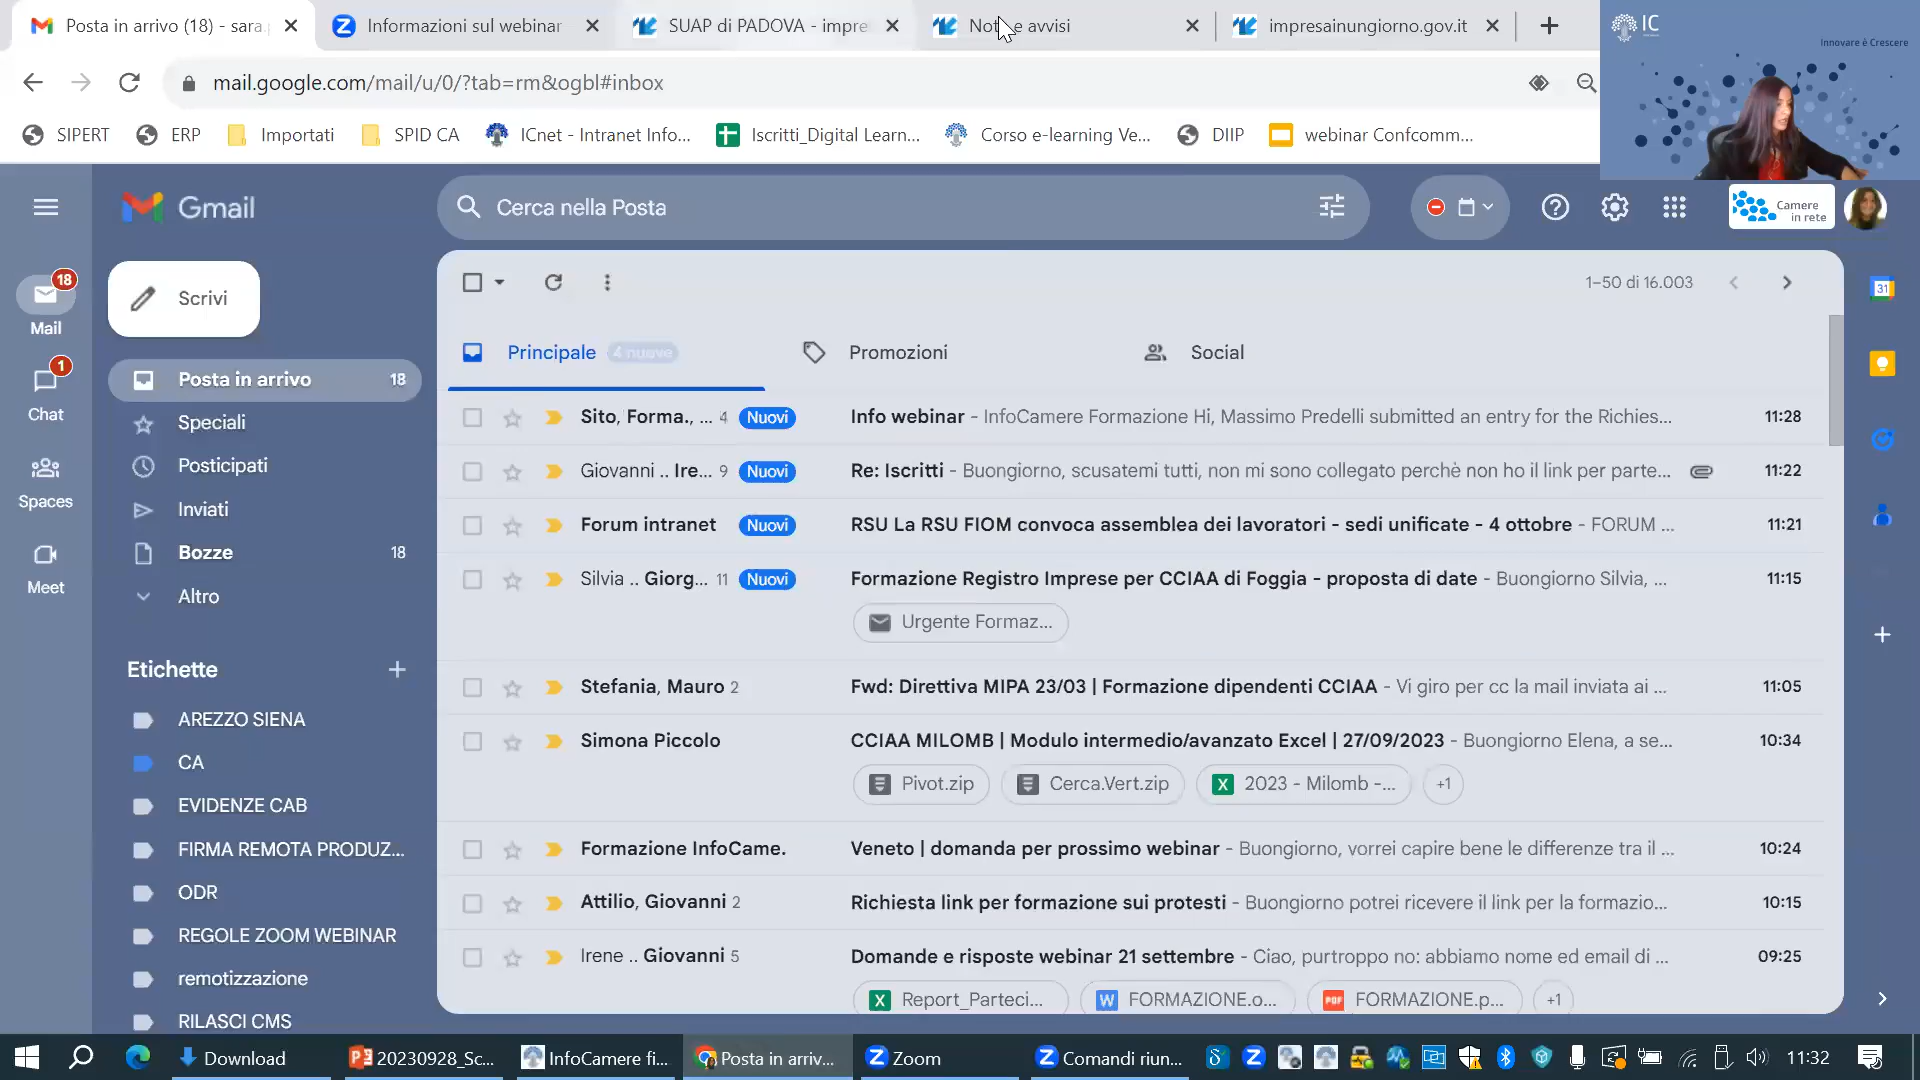 Posta in arrivo (18) - sara.
Informazioni sul webinar
SUAP di PADOVA - impre
Note e avvisi
impresainungiorno.gov.it
IC
Innovare è Crescere
mail.google.com/mail/u/0/?tab=rm&ogbl#inbox
SIPERT
ERP
Importati
SPID CA
ICnet - Intranet Info...
Iscritti_Digital Learn...
Corso e-learning Ve...
DIIP
webinar Confcomm...
Gmail
Cerca nella Posta
Camere
in rete
18
Mail
1
Chat
Spaces
Meet
Scrivi
Posta in arrivo 18
Speciali
Posticipati
Inviati
Bozze 18
Altro
Etichette
AREZZO SIENA
CA
EVIDENZE CAB
FIRMA REMOTA PRODUZ...
ODR
REGOLE ZOOM WEBINAR
remotizzazione
RILASCI CMS
1–50 di 16.003
Principale 4 nuove
Promozioni
Social
Sito, Forma., ... 4 Nuovi Info webinar - InfoCamere Formazione Hi, Massimo Predelli submitted an entry for the Richies... 11:28
Giovanni .. Ire... 9 Nuovi Re: Iscritti - Buongiorno, scusatemi tutti, non mi sono collegato perchè non ho il link per parte... 11:22
Forum intranet Nuovi RSU La RSU FIOM convoca assemblea dei lavoratori - sedi unificate - 4 ottobre - FORUM ... 11:21
Silvia .. Giorg... 11 Nuovi Formazione Registro Imprese per CCIAA di Foggia - proposta di date - Buongiorno Silvia, ... 11:15
Urgente Formaz...
Stefania, Mauro 2 Fwd: Direttiva MIPA 23/03 | Formazione dipendenti CCIAA - Vi giro per cc la mail inviata ai ... 11:05
Simona Piccolo CCIAA MILOMB | Modulo intermedio/avanzato Excel | 27/09/2023 - Buongiorno Elena, a se... 10:34
Pivot.zip Cerca.Vert.zip 2023 - Milomb -... +1
Formazione InfoCame. Veneto | domanda per prossimo webinar - Buongiorno, vorrei capire bene le differenze tra il ... 10:24
Attilio, Giovanni 2 Richiesta link per formazione sui protesti - Buongiorno potrei ricevere il link per la formazio... 10:15
Irene .. Giovanni 5 Domande e risposte webinar 21 settembre - Ciao, purtroppo no: abbiamo nome ed email di ... 09:25
Report_Parteci... FORMAZIONE.o... FORMAZIONE.p... +1
31
Download
20230928_Sc...
InfoCamere fi...
Posta in arriv...
Zoom
Comandi riun...
11:32